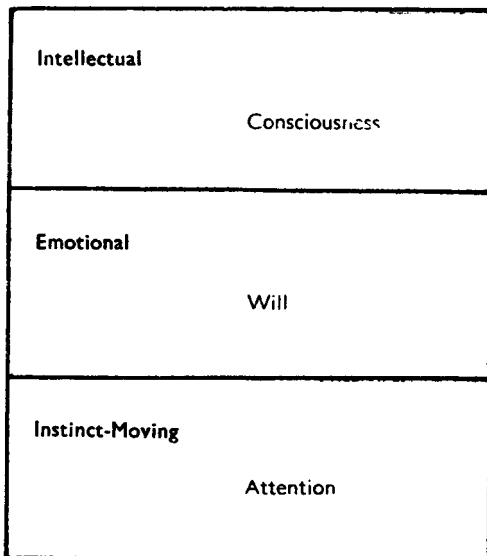 Intellectual
Consciousness
Emotional
Will
Instinct-Moving
Attention